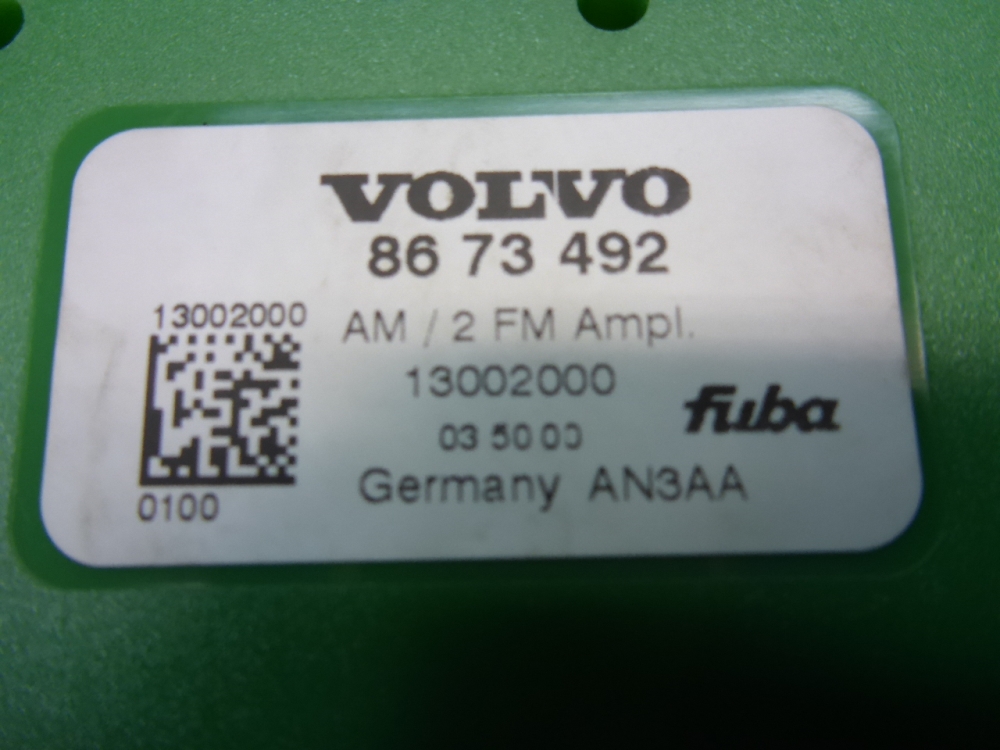 VOLVO
86 73 492
13002000
AM / 2 FM Ampl.
13002000
03 50 00
fuba
Germany AN3AA
0100